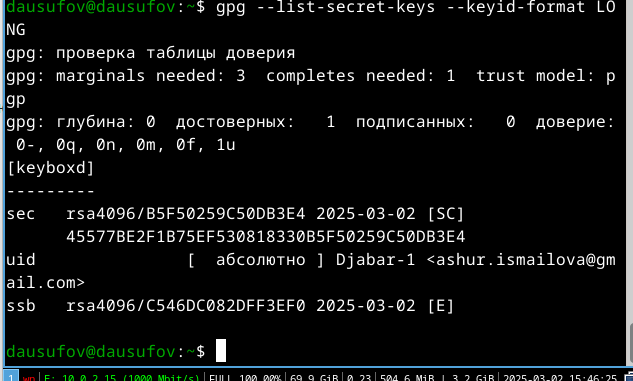 dausufov@dausufov:~$ gpg --list-secret-keys --keyid-format LO
NG
gpg: проверка таблицы доверия
gpg: marginals needed: 3  completes needed: 1  trust model: p
gp
gpg: глубина: 0  достоверных:   1  подписанных:   0  доверие:
 0-, 0q, 0n, 0m, 0f, 1u
[keyboxd]
---------
sec   rsa4096/B5F50259C50DB3E4 2025-03-02 [SC]
      45577BE2F1B75EF530818330B5F50259C50DB3E4
uid               [  абсолютно ] Djabar-1 <ashur.ismailova@gm
ail.com>
ssb   rsa4096/C546DC082DFF3EF0 2025-03-02 [E]
dausufov@dausufov:~$
1 E: 10.0.2.15 (1000 Mbit/s) FULL 100.00% 69.9 GiB 0.23 504.6 MiB | 3.2 GiB 2025-03-02 15:46:25